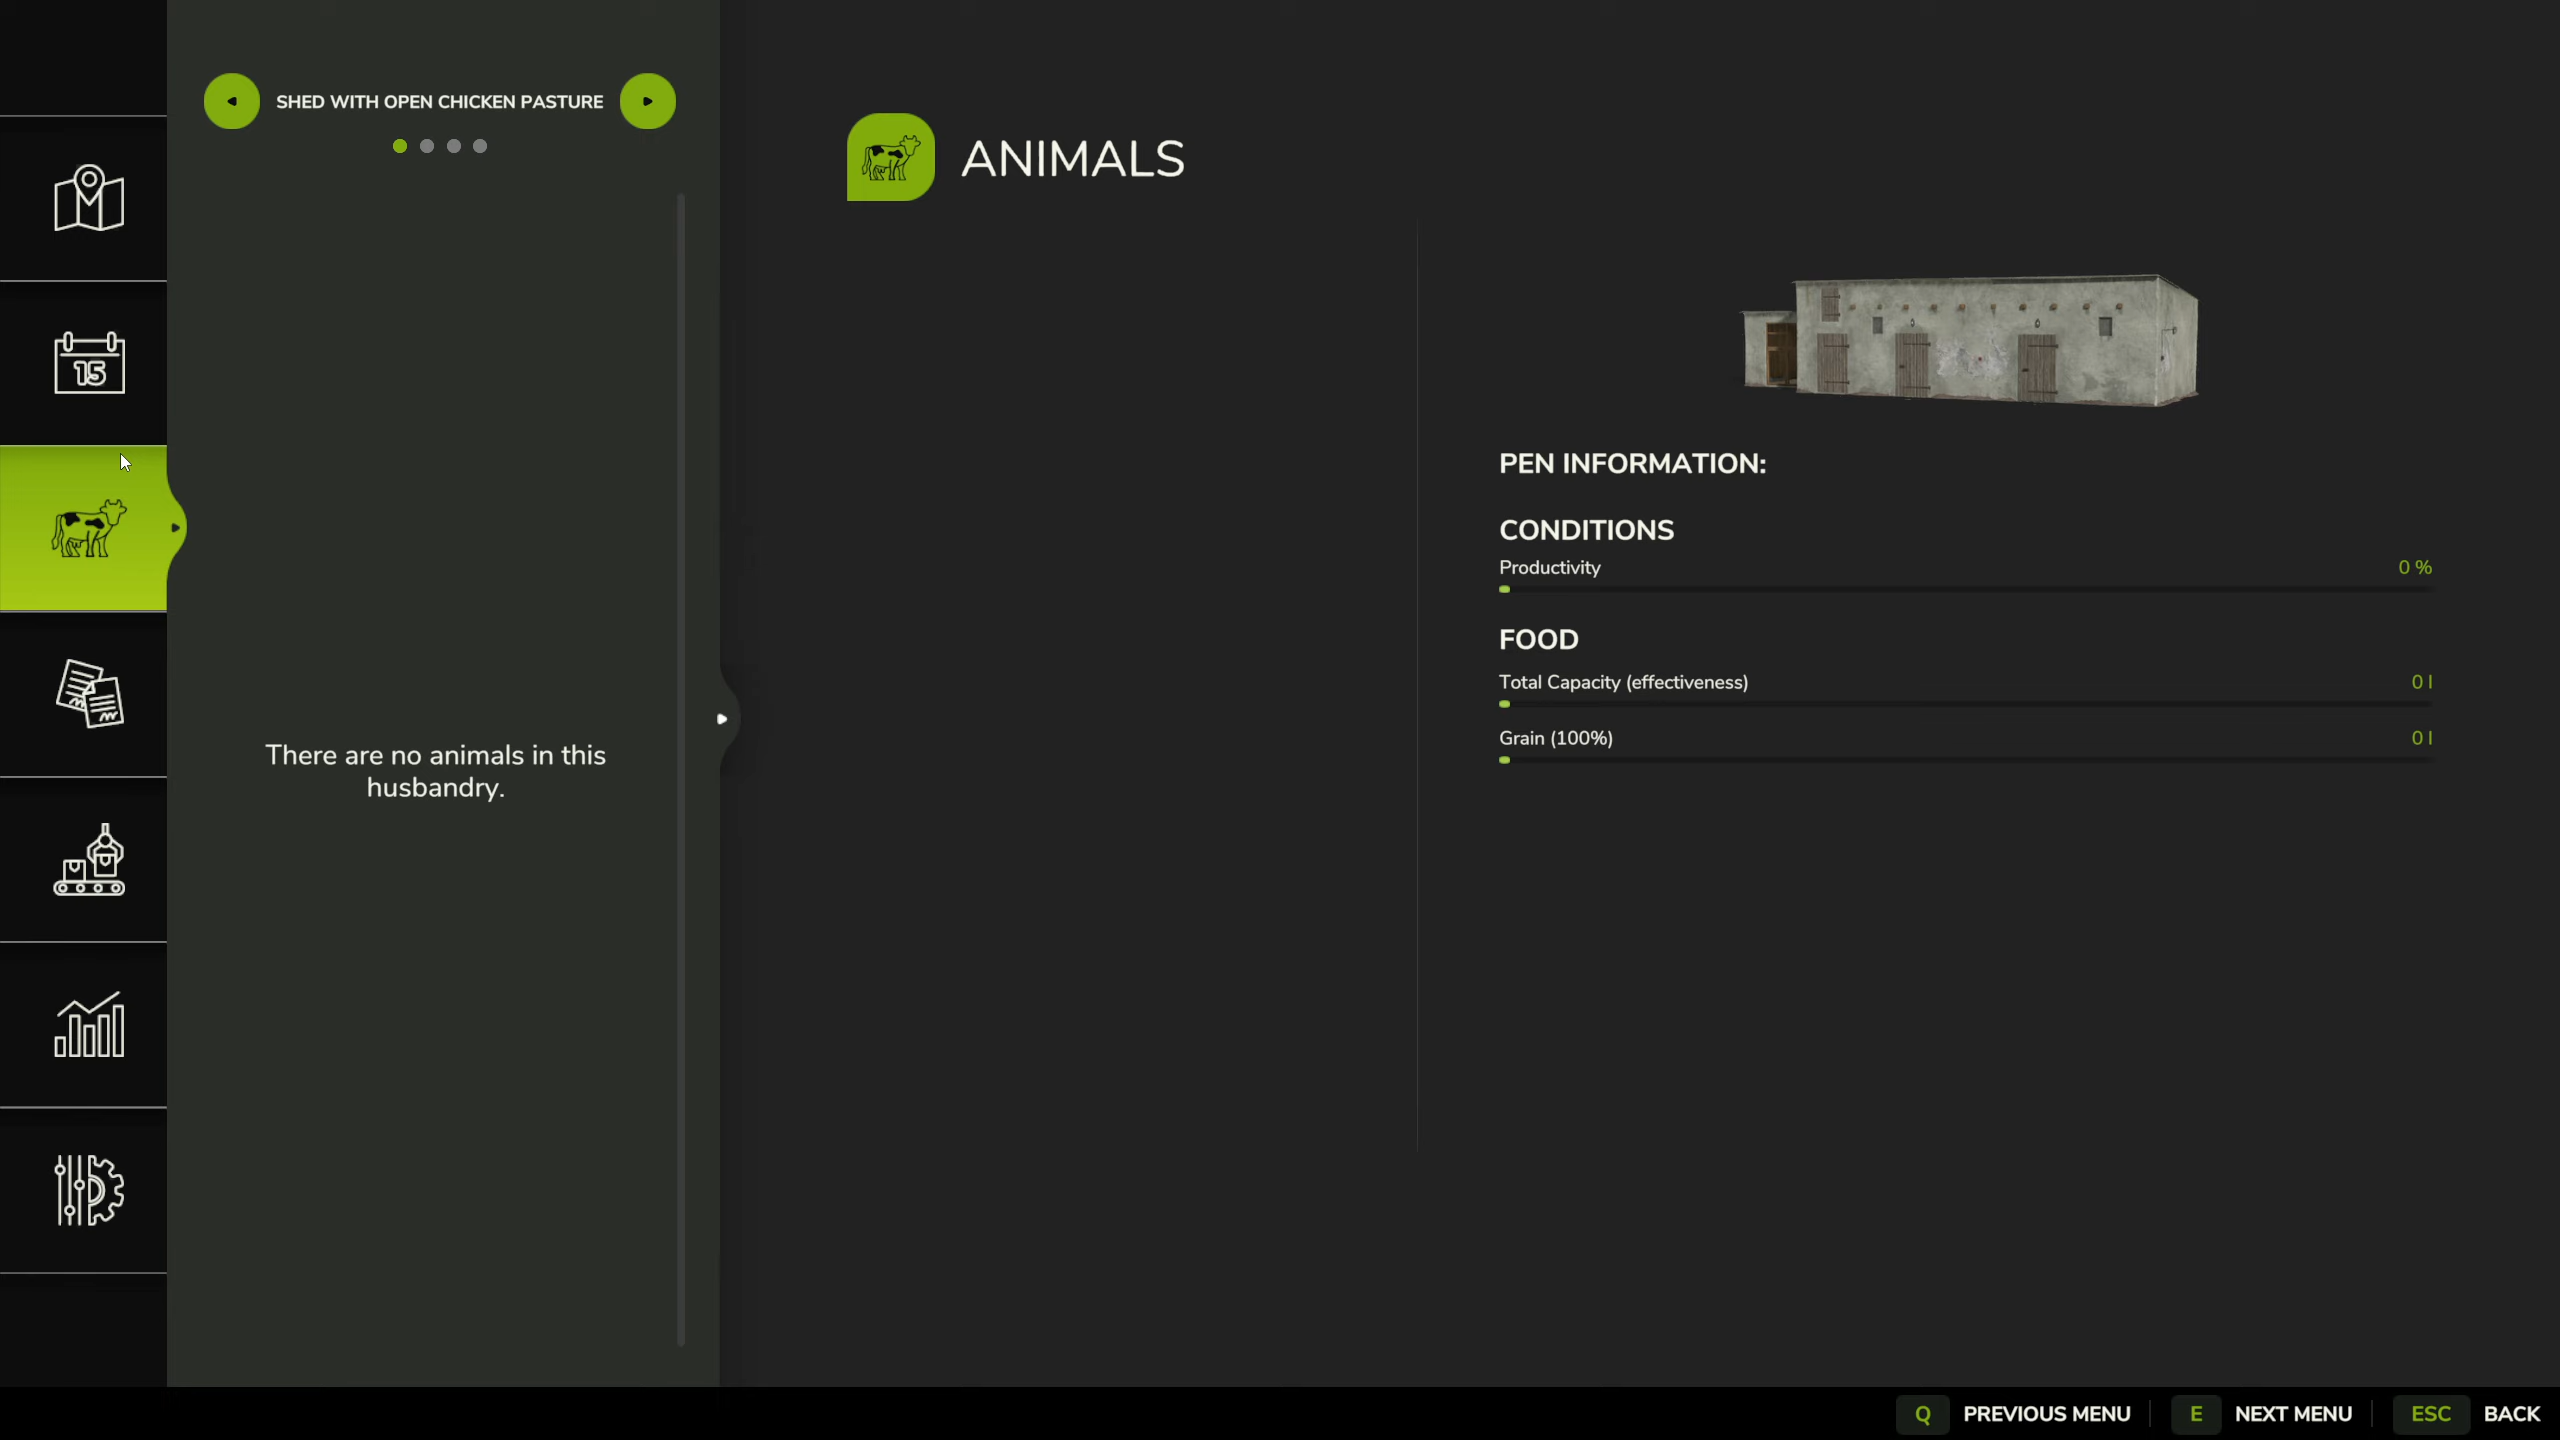 SHED WITH OPEN CHICKEN PASTURE
ANIMALS
15
There are no animals in this
husbandry.
PEN INFORMATION:
CONDITIONS
Productivity 0 %
FOOD
Total Capacity (effectiveness) 0 l
Grain (100%) 0 l
Q PREVIOUS MENU E NEXT MENU ESC BACK